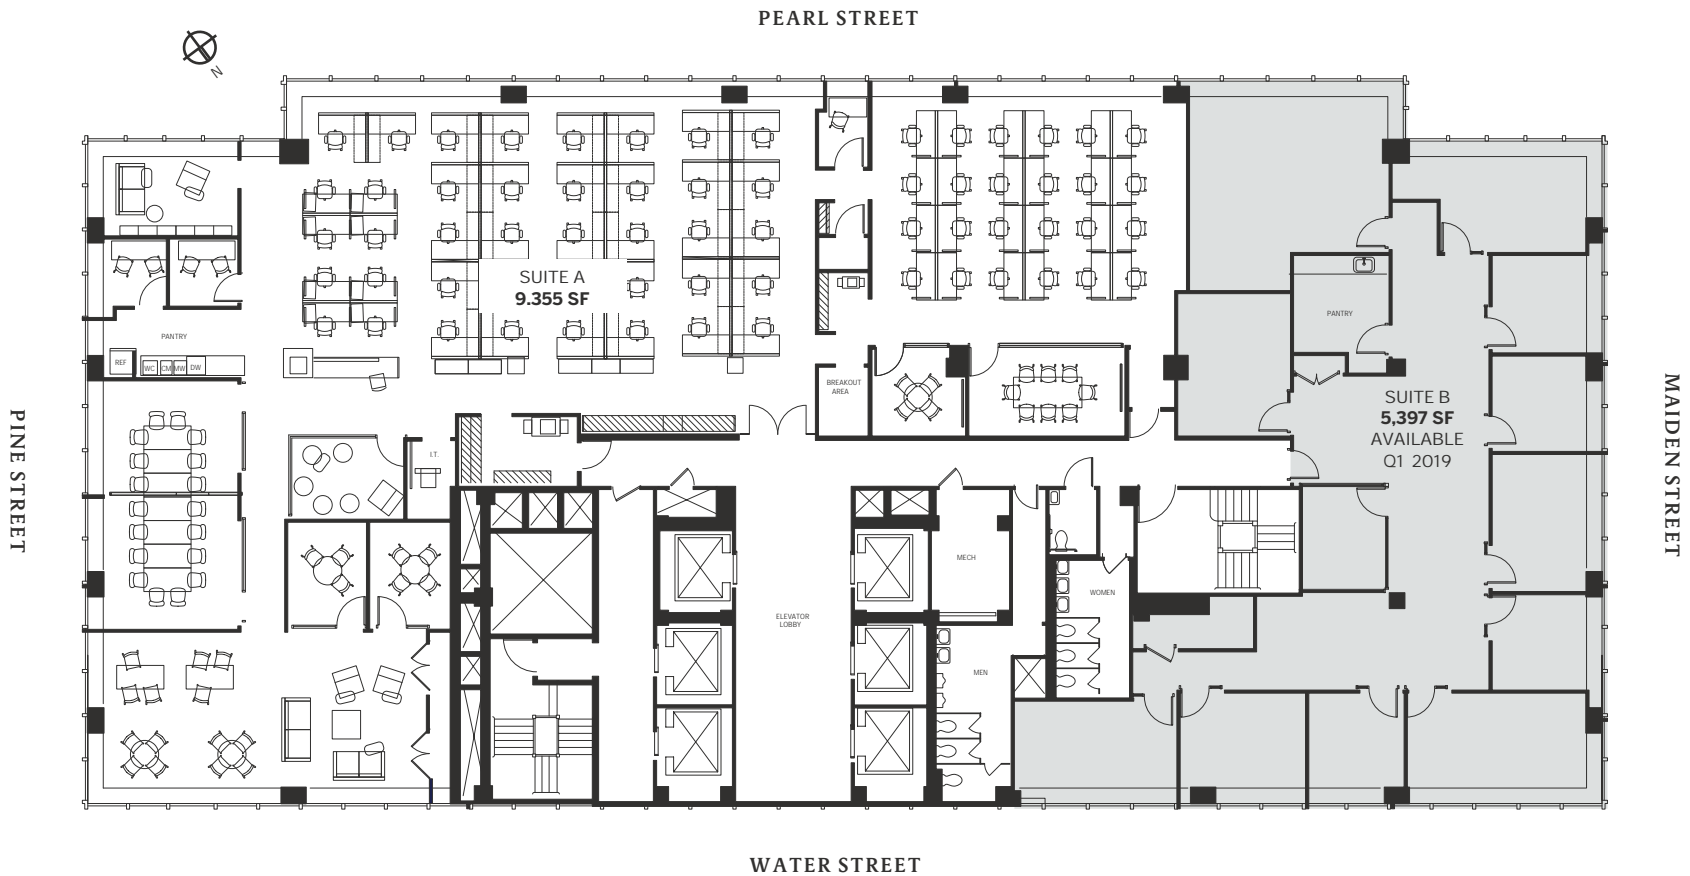 PEARL STREET
N
SUITE A
9.355 SF
PANTRY
REF
WC
CM
MW
DW
PANTRY
BREAKOUT
AREA
SUITE B
5,397 SF
AVAILABLE
Q1 2019
PINE STREET
MAIDEN STREET
I.T.
MECH
WOMEN
ELEVATOR
LOBBY
MEN
WATER STREET